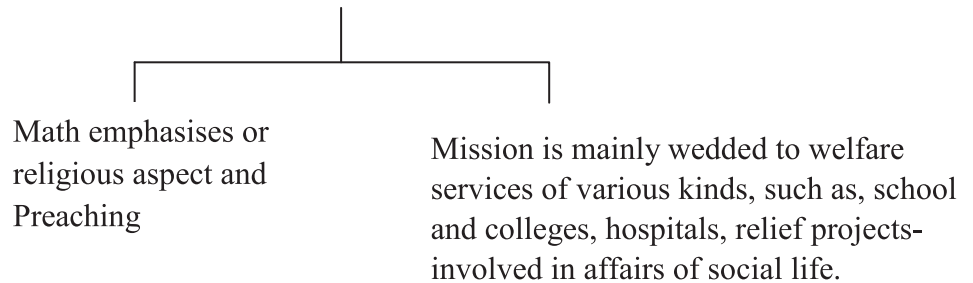 Math emphasises or
religious aspect and
Preaching
Mission is mainly wedded to welfare
services of various kinds, such as, school
and colleges, hospitals, relief projects-
involved in affairs of social life.